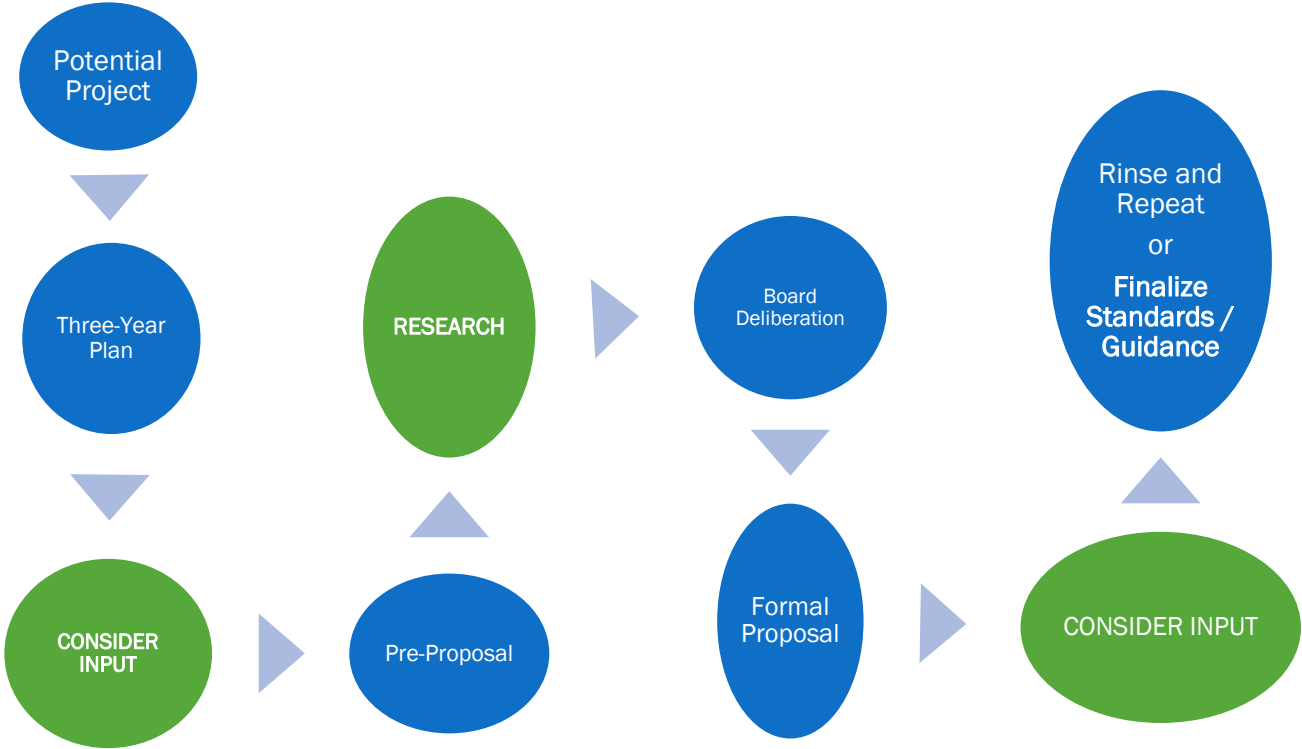 Potential
Project
Three-Year
Plan
CONSIDER
INPUT
Pre-Proposal
RESEARCH
Board
Deliberation
Formal
Proposal
CONSIDER INPUT
Rinse and
Repeat
or
Finalize
Standards /
Guidance